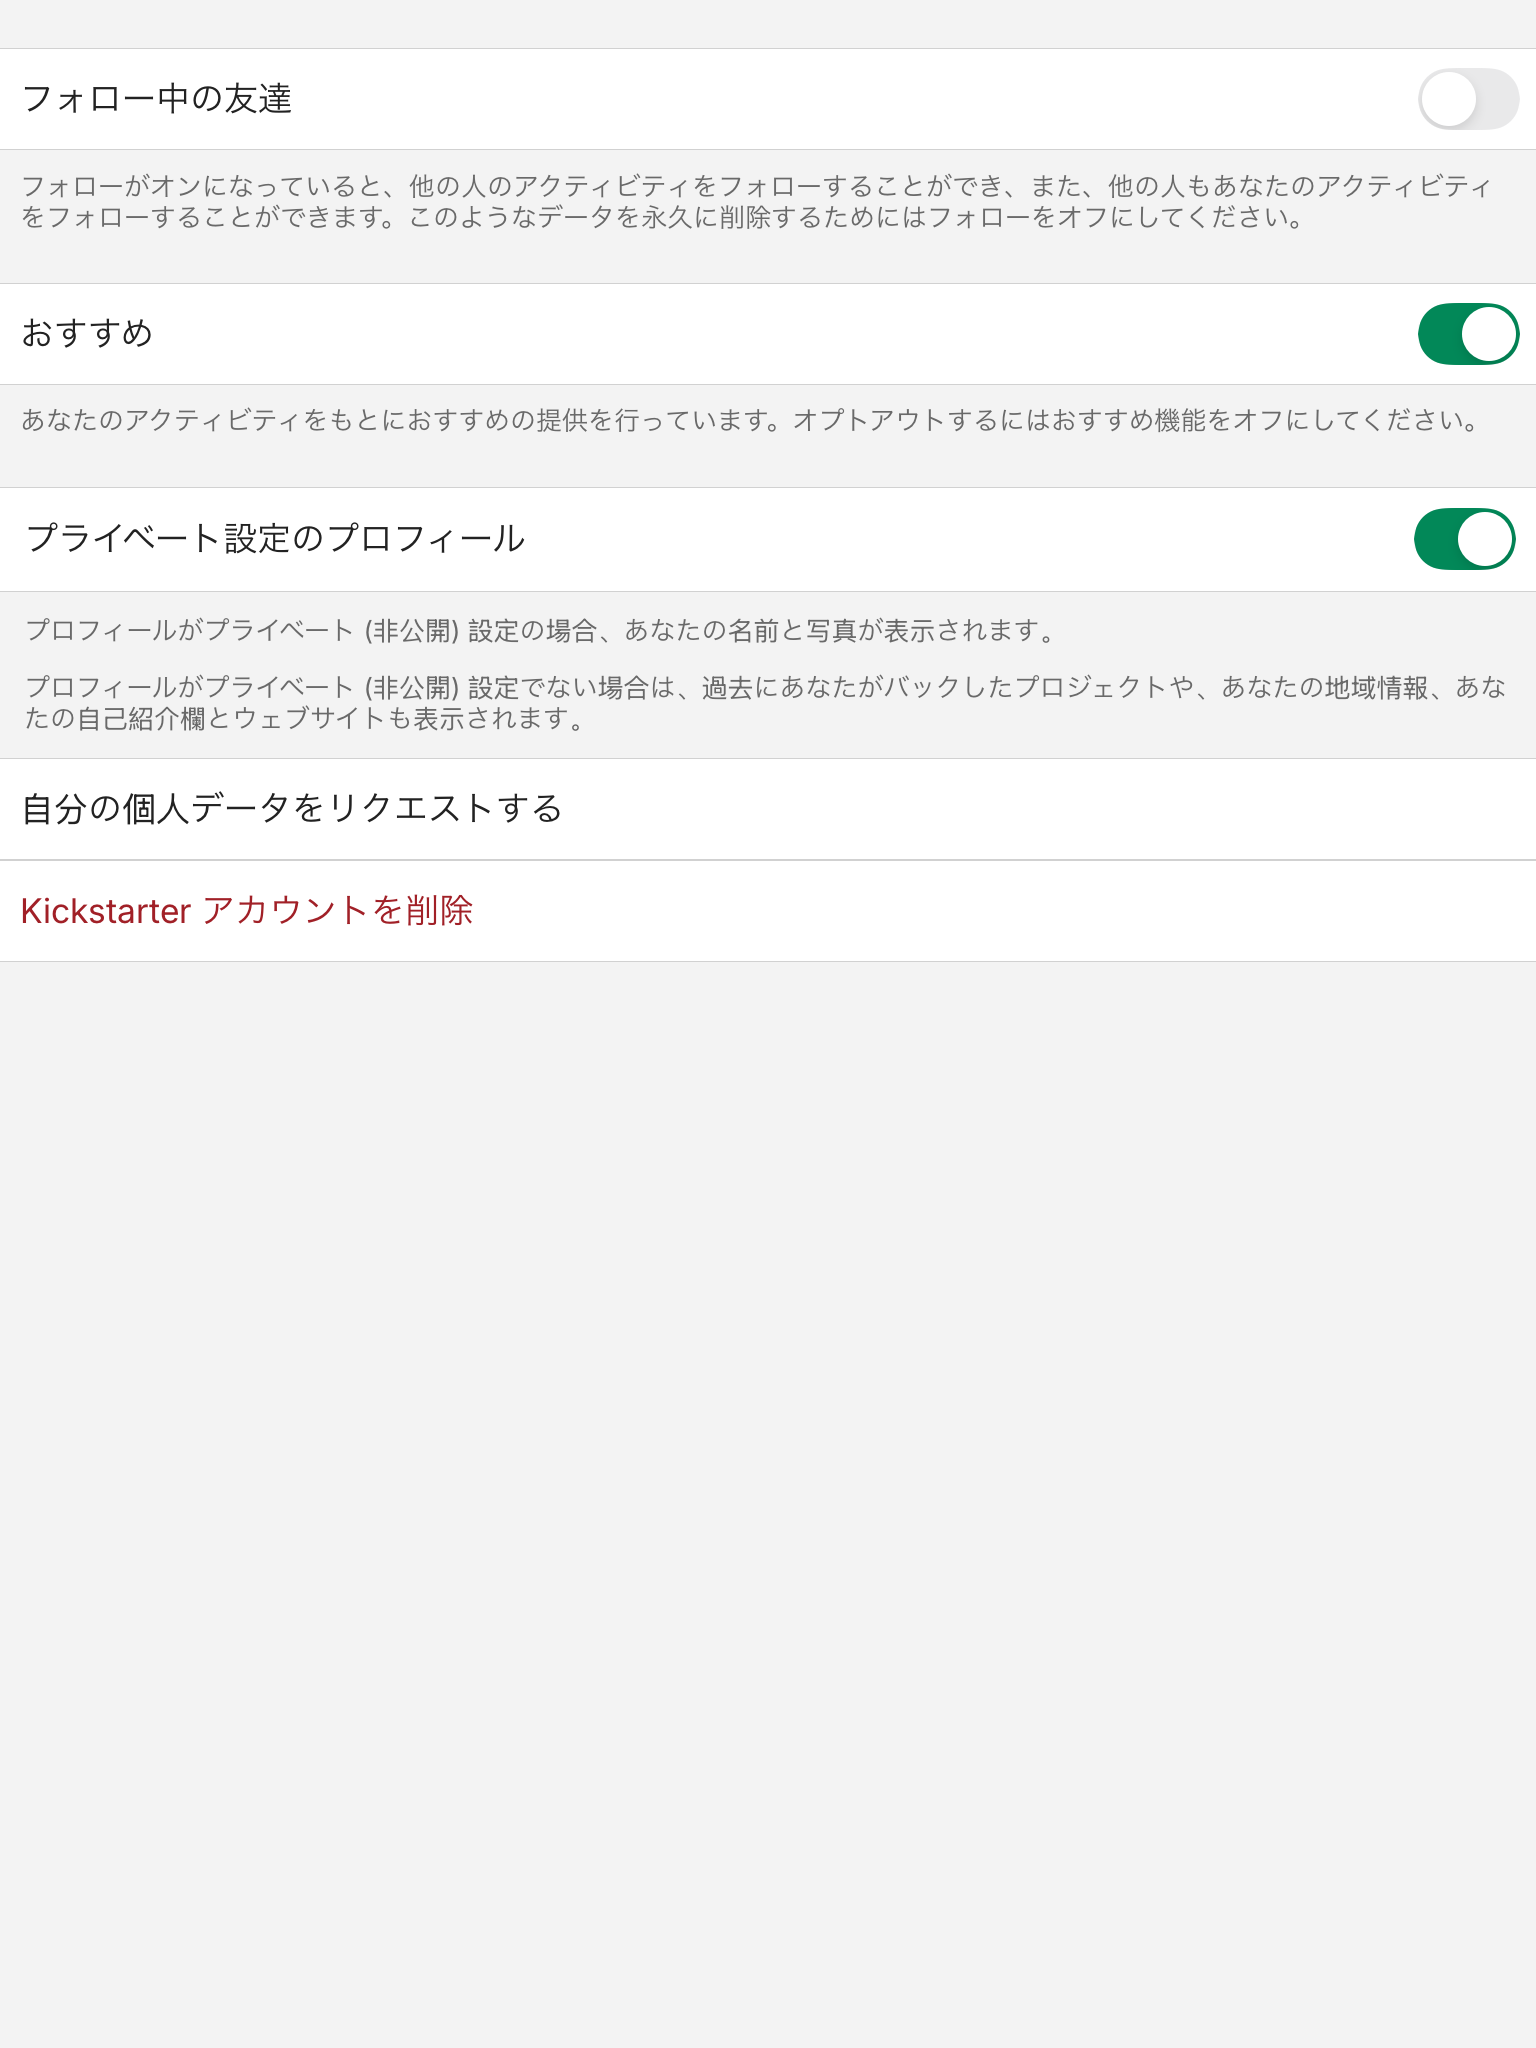 フォロー中の友達
フォローがオンになっていると、他の人のアクティビティをフォローすることができ、また、他の人もあなたのアクティビティ
をフォローすることができます。このようなデータを永久に削除するためにはフォローをオフにしてください。
おすすめ
あなたのアクティビティをもとにおすすめの提供を行っています。オプトアウトするにはおすすめ機能をオフにしてください。
プライベート設定のプロフィール
プロフィールがプライベート (非公開) 設定の場合、あなたの名前と写真が表示されます。
プロフィールがプライベート (非公開) 設定でない場合は、過去にあなたがバックしたプロジェクトや、あなたの地域情報、あな
たの自己紹介欄とウェブサイトも表示されます。
自分の個人データをリクエストする
Kickstarter アカウントを削除